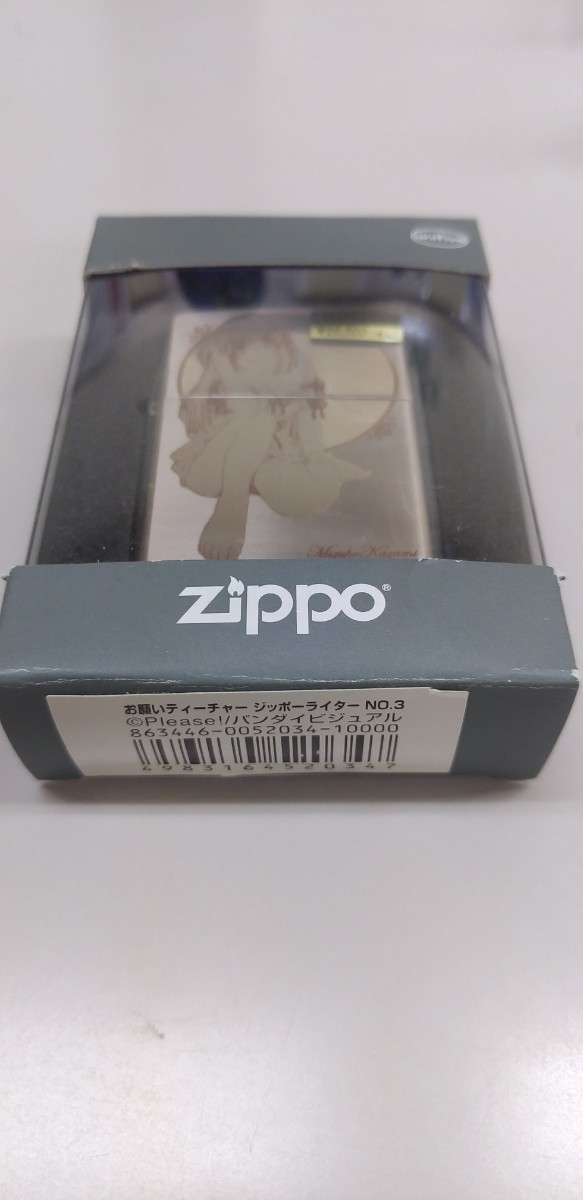 Mizuho Kazami
zippo®
お願いティーチャー ジッポーライター NO.3
©Please!/バンダイビジュアル
863446-0052034-10000
4983164520347